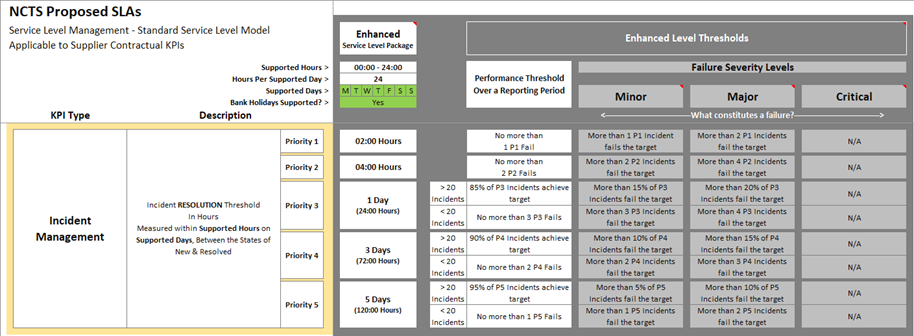 NCTS Proposed SLAs
Service Level Management - Standard Service Level Model
Applicable to Supplier Contractual KPIs
Supported Hours >
Hours Per Supported Day >
Supported Days >
Bank Holidays Supported? >
KPI Type
Description
Enhanced
Service Level Package
00:00 - 24:00
24
M T W T F S S
Yes
Enhanced Level Thresholds
Performance Threshold
Over a Reporting Period
Failure Severity Levels
Minor
Major
Critical
<---------------------What constitutes a failure?--------------------->
Incident
Management
Incident RESOLUTION Threshold
In Hours
Measured within Supported Hours on
Supported Days, Between the States of
New & Resolved
Priority 1
02:00 Hours
No more than
1 P1 Fail
More than 1 P1 Incident
fails the target
More than 2 P1 Incidents
fail the target
N/A
Priority 2
04:00 Hours
No more than
2 P2 Fails
More than 2 P2 Incidents
fail the target
More than 4 P2 Incidents
fail the target
N/A
Priority 3
1 Day
(24:00 Hours)
> 20
Incidents
85% of P3 Incidents achieve
target
More than 15% of P3
Incidents fail the target
More than 20% of P3
Incidents fail the target
N/A
< 20
Incidents
No more than 3 P3 Fails
More than 3 P3 Incidents
fail the target
More than 4 P3 Incidents
fail the target
Priority 4
3 Days
(72:00 Hours)
> 20
Incidents
90% of P4 Incidents achieve
target
More than 10% of P4
Incidents fail the target
More than 15% of P4
Incidents fail the target
N/A
< 20
Incidents
No more than 2 P4 Fails
More than 2 P4 Incidents
fail the target
More than 3 P4 Incidents
fail the target
Priority 5
5 Days
(120:00 Hours)
> 20
Incidents
95% of P5 Incidents achieve
target
More than 5% of P5
Incidents fail the target
More than 10% of P5
Incidents fail the target
N/A
< 20
Incidents
No more than 1 P5 Fails
More than 1 P5 Incidents
fail the target
More than 2 P5 Incidents
fail the target